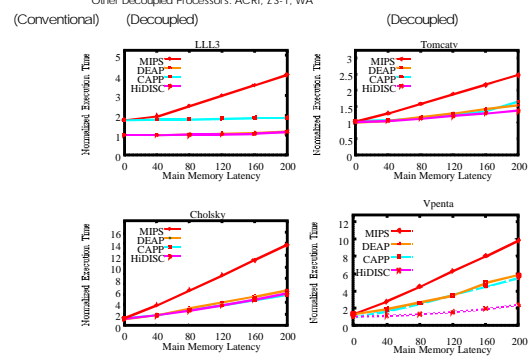 Other Decoupled Processors: ACRI, ZS-1, WA
(Conventional) (Decoupled) (Decoupled)
LLL3
Normalized Execution Time
5
4
3
2
1
0
MIPS
DEAP
CAPP
HiDISC
0 40 80 120 160 200
Main Memory Latency
Tomcatv
Normalized Execution Time
3
2.5
2
1.5
1
0.5
0
MIPS
DEAP
CAPP
HiDISC
0 40 80 120 160 200
Main Memory Latency
Cholsky
Normalized Execution Time
16
14
12
10
8
6
4
2
0
MIPS
DEAP
CAPP
HiDISC
0 40 80 120 160 200
Main Memory Latency
Vpenta
Normalized Execution Time
12
10
8
6
4
2
0
MIPS
DEAP
CAPP
HiDISC
0 40 80 120 160 200
Main Memory Latency